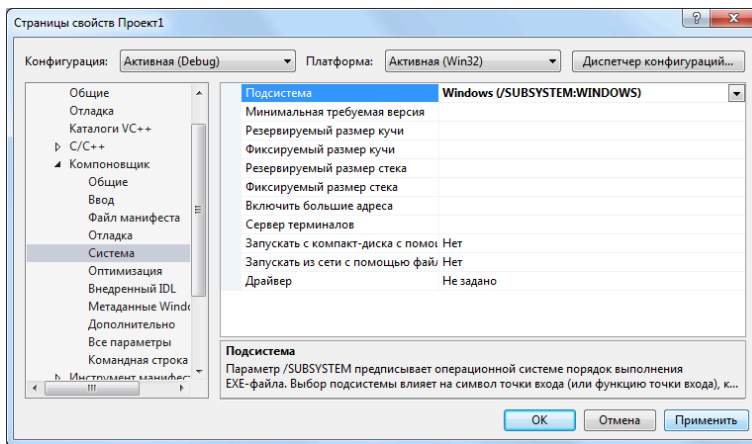 Страницы свойств Проект1
Конфигурация: Активная (Debug) Платформа: Активная (Win32) Диспетчер конфигураций...
Общие
Отладка
Каталоги VC++
C/C++
Компоновщик
Общие
Ввод
Файл манифеста
Отладка
Система
Оптимизация
Внедренный IDL
Метаданные Windo
Дополнительно
Все параметры
Командная строка
Инструмент манифес
Подсистема Windows (/SUBSYSTEM:WINDOWS)
Минимальная требуемая версия
Резервируемый размер кучи
Фиксируемый размер кучи
Резервируемый размер стека
Фиксируемый размер стека
Включить большие адреса
Сервер терминалов
Запускать с компакт-диска с помощ Нет
Запускать из сети с помощью файл Нет
Драйвер Не задано
Подсистема
Параметр /SUBSYSTEM предписывает операционной системе порядок выполнения
EXE-файла. Выбор подсистемы влияет на символ точки входа (или функцию точки входа), к...
ОК Отмена Применить